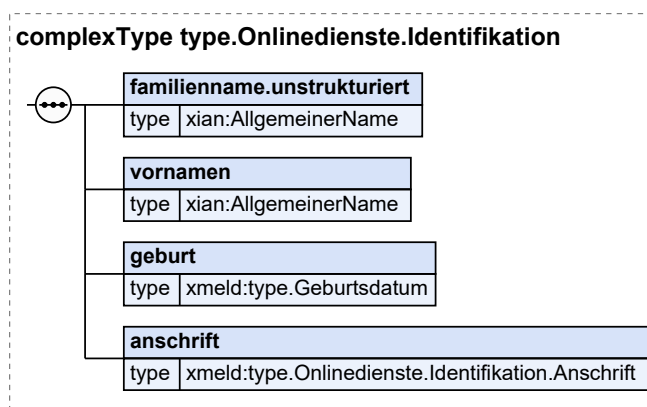 complexType type.Onlinedienste.Identifikation
familienname.unstrukturiert
type xian:AllgemeinerName
vornamen
type xian:AllgemeinerName
geburt
type xmeld:type.Geburtsdatum
anschrift
type xmeld:type.Onlinedienste.Identifikation.Anschrift